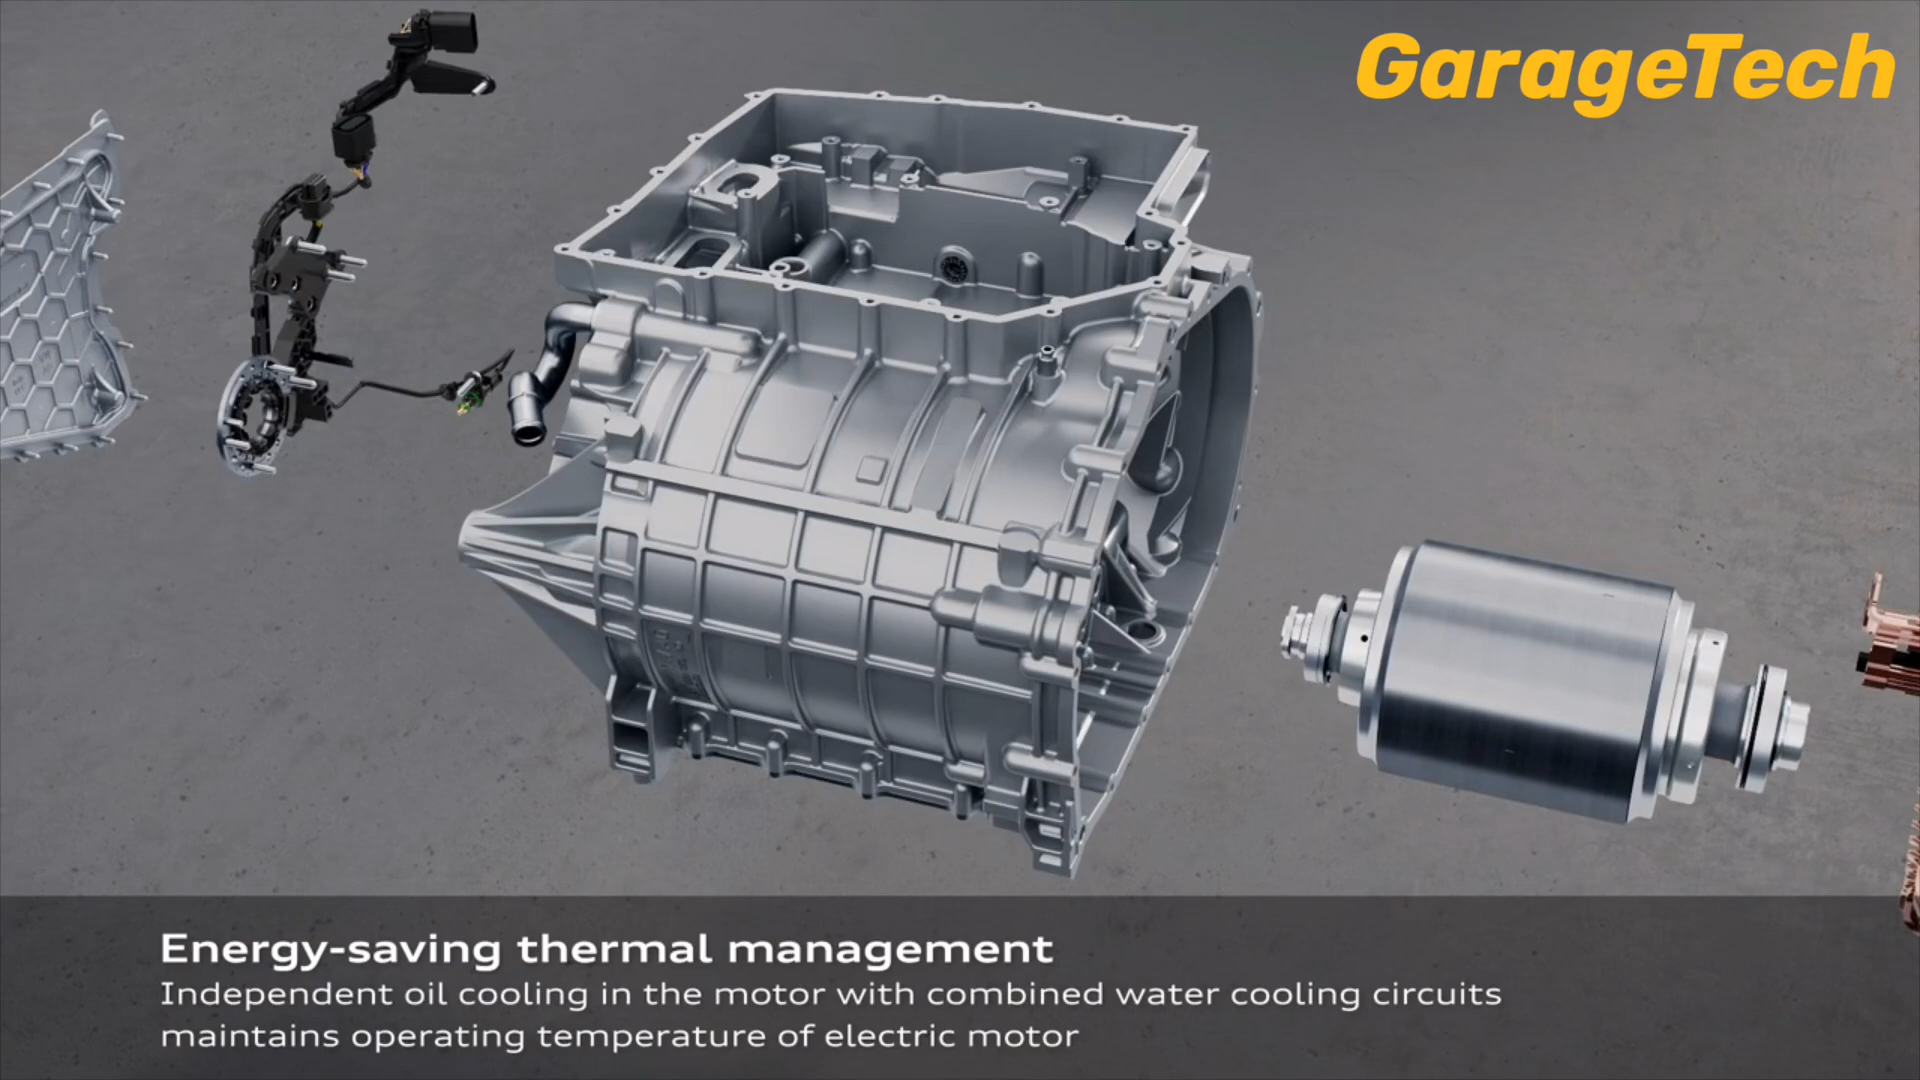 GarageTech
Energy-saving thermal management
Independent oil cooling in the motor with combined water cooling circuits
maintains operating temperature of electric motor